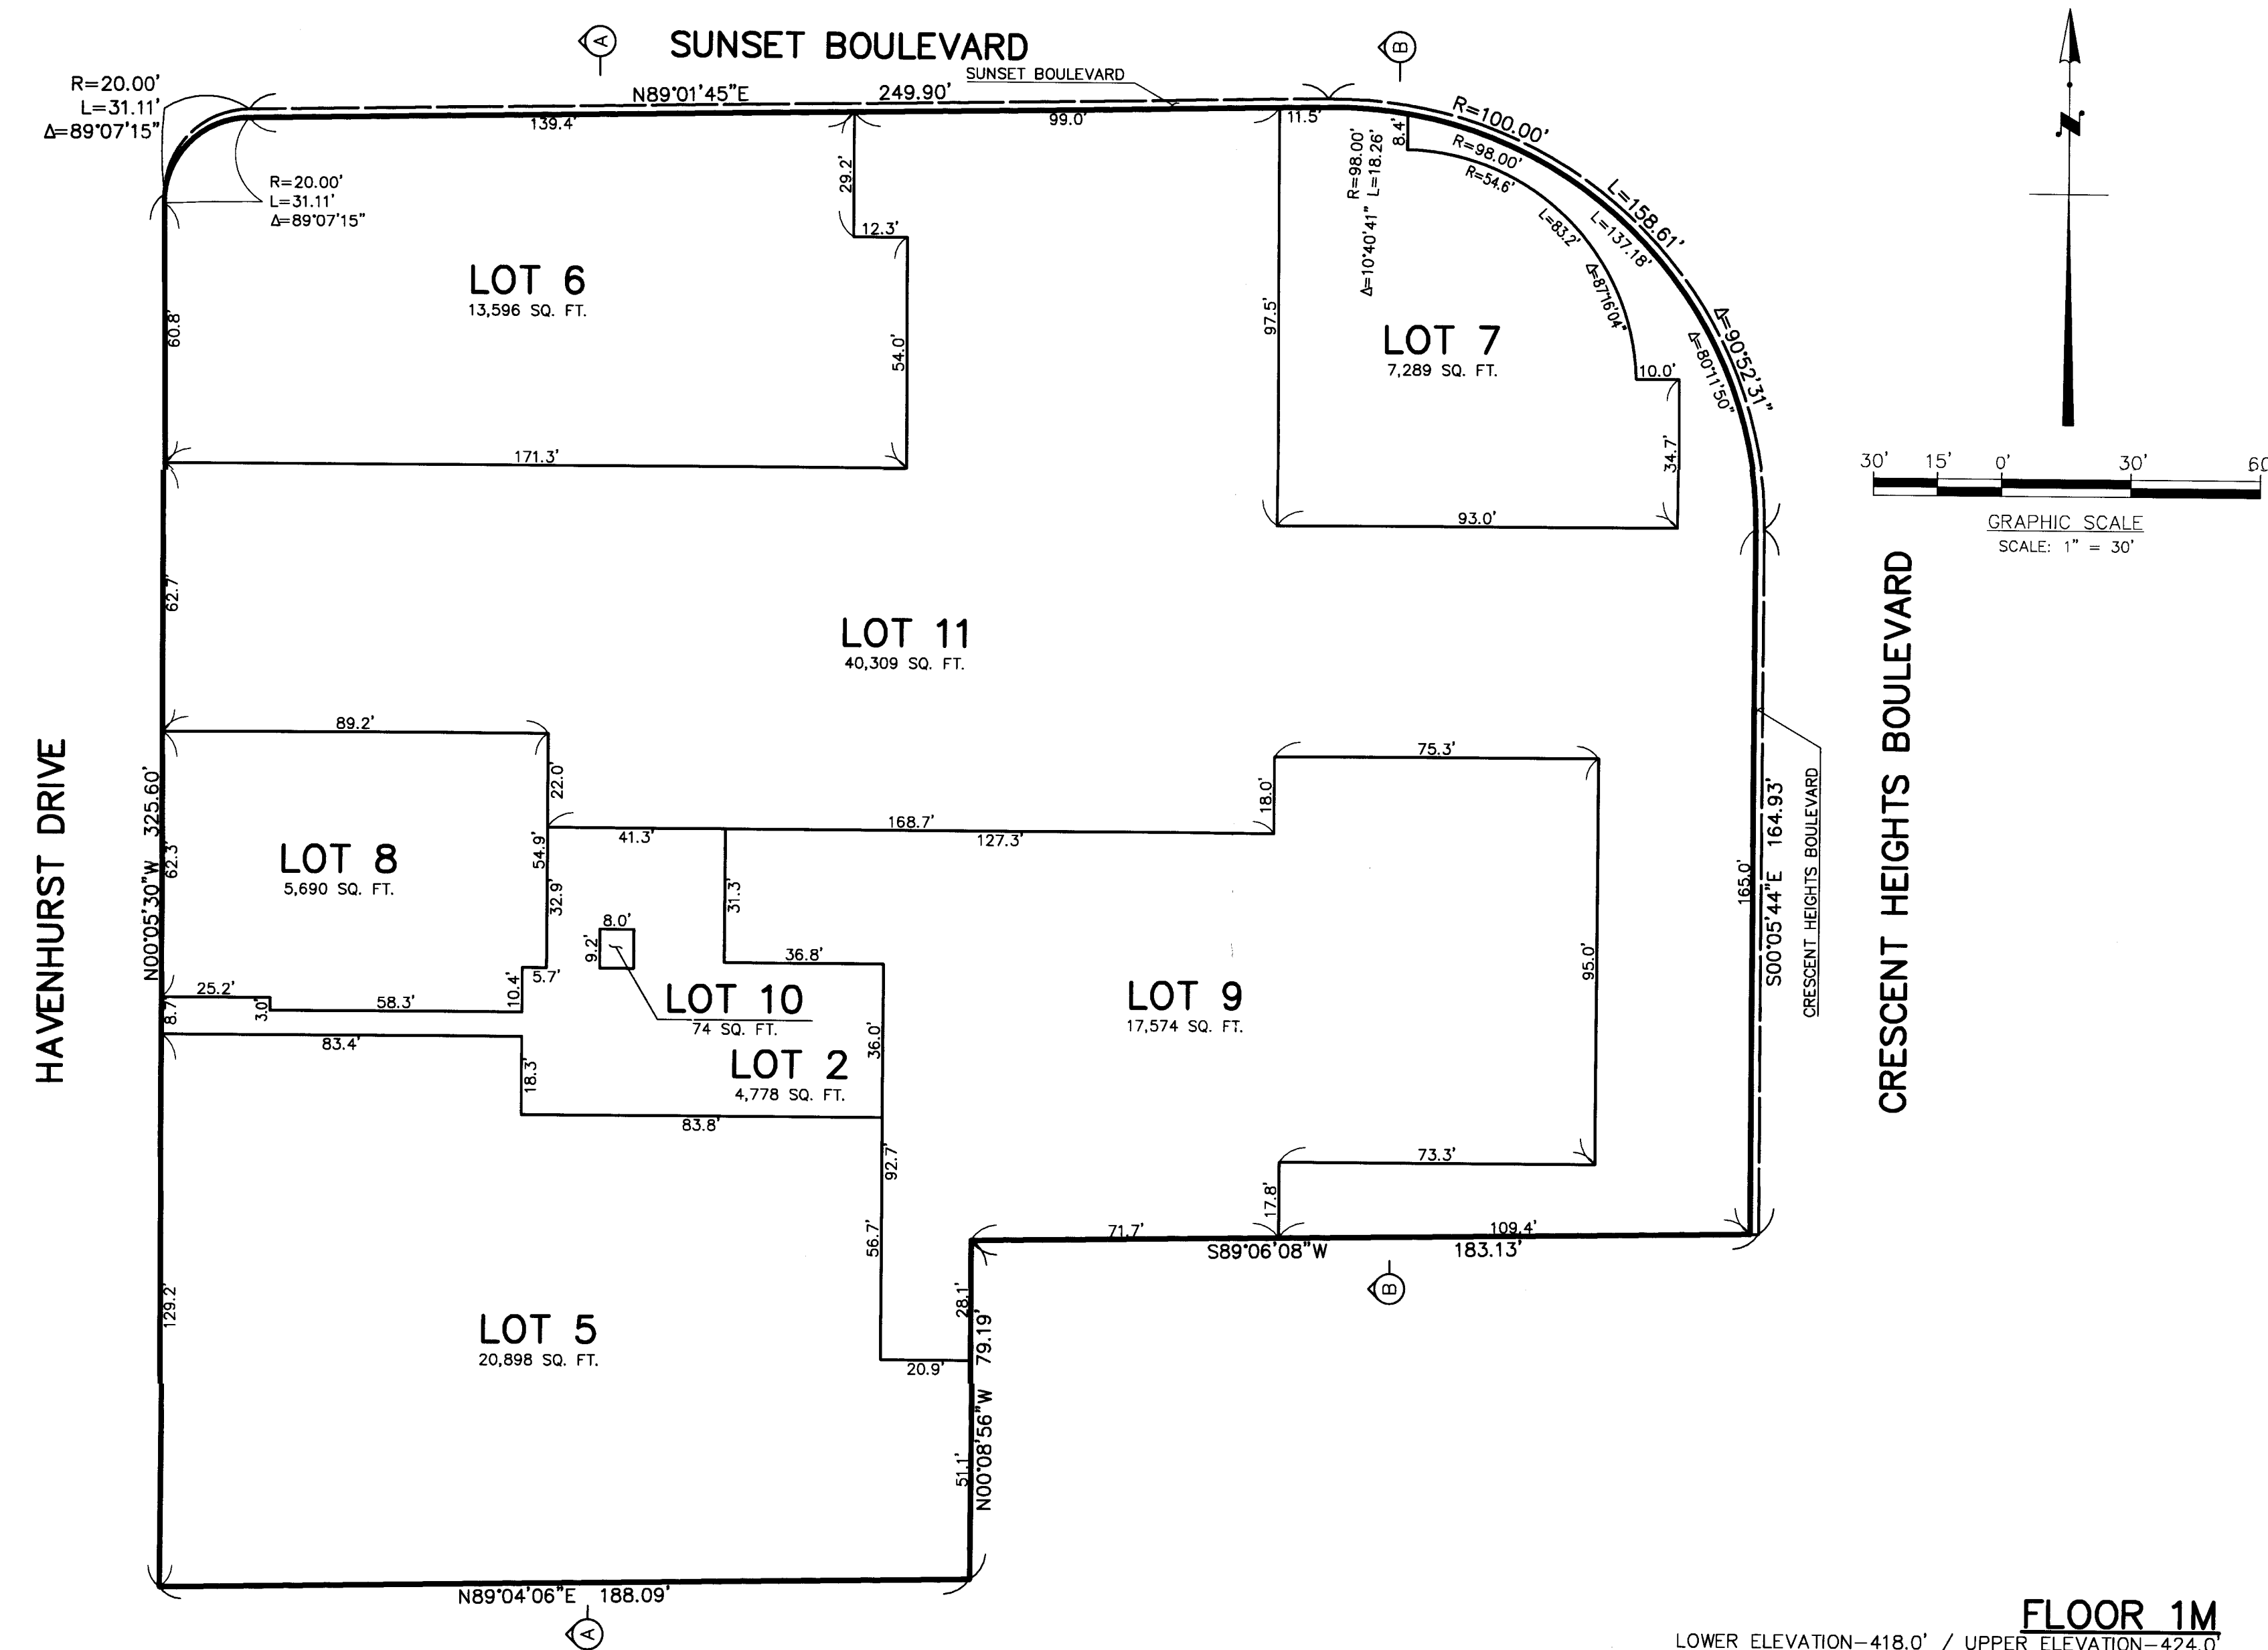 A
SUNSET BOULEVARD
B
SUNSET BOULEVARD
R=20.00'
L=31.11'
Δ=89°07'15"
N89°01'45"E 249.90'
139.4'
99.0'
11.5'
8.4'
R=100.00'
R=98.00'
R=54.6'
R=98.00' L=18.26'
Δ=10°40'41"
L=158.61'
L=137.18'
L=83.2'
Δ=87°16'04"
Δ=90°52'31"
Δ=80°11'50"
R=20.00'
L=31.11'
Δ=89°07'15"
29.2'
12.3'
LOT 6
13,596 SQ. FT.
60.8'
54.0'
171.3'
97.5'
LOT 7
7,289 SQ. FT.
10.0'
34.7'
93.0'
N
30' 15' 0' 30'
GRAPHIC SCALE
SCALE: 1" = 30'
62.7'
LOT 11
40,309 SQ. FT.
CRESCENT HEIGHTS BOULEVARD
CRESCENT HEIGHTS BOULEVARD
S00°05'44"E 164.93'
165.0'
HAVENHURST DRIVE
N00°05'30"W 325.60'
89.2'
22.0'
75.3'
18.0'
168.7'
41.3'
127.3'
LOT 8
5,690 SQ. FT.
62.3'
54.9'
32.9'
31.3'
8.0'
9.2'
36.8'
5.7'
10.4'
25.2'
3.0'
58.3'
8.7'
LOT 10
74 SQ. FT.
LOT 9
17,574 SQ. FT.
95.0'
83.4'
18.3'
36.0'
LOT 2
4,778 SQ. FT.
83.8'
92.7'
73.3'
17.8'
56.7'
71.7'
109.4'
S89°06'08"W 183.13'
B
28.1'
20.9'
N00°08'56"W 79.19'
51.1'
129.2'
LOT 5
20,898 SQ. FT.
N89°04'06"E 188.09'
A
FLOOR 1M
LOWER ELEVATION-418.0' / UPPER ELEVATION-424.0'